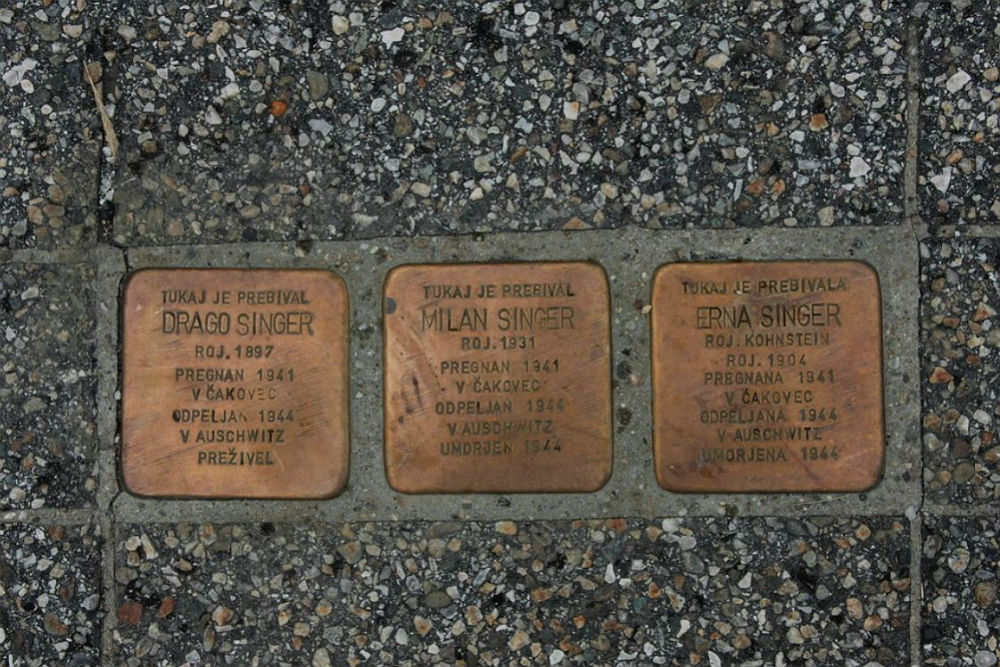 TUKAJ JE PREBIVAL
DRAGO SINGER
ROJ. 1897
PREGNAN 1941
V ČAKOVEC
ODPELJAN 1944
V AUSCHWITZ
PREŽIVEL
TUKAJ JE PREBIVAL
MILAN SINGER
ROJ. 1931
PREGNAN 1941
V ČAKOVEC
ODPELJAN 1944
V AUSCHWITZ
UMORJEN 1944
TUKAJ JE PREBIVALA
ERNA SINGER
ROJ. KOHNSTEIN
ROJ. 1904
PREGNANA 1941
V ČAKOVEC
ODPELJANA 1944
V AUSCHWITZ
UMORJENA 1944